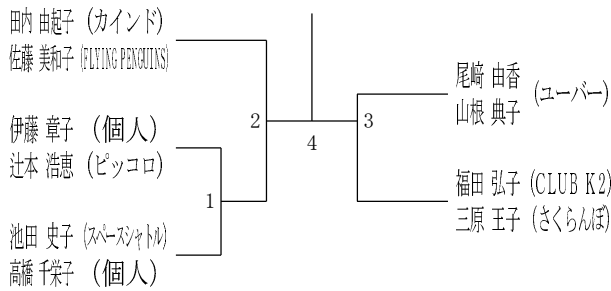 田内 由起子 (カインド)
佐藤 美和子 (FLYING PENGUINS)
伊藤 章子 (個人)
辻本 浩恵 (ピッコロ)
池田 史子 (スペースシャトル)
高橋 千栄子 (個人)
1
2
4
3
尾﨑 由香
山根 典子
(ユーバー)
福田 弘子 (CLUB K2)
三原 王子 (さくらんぼ)